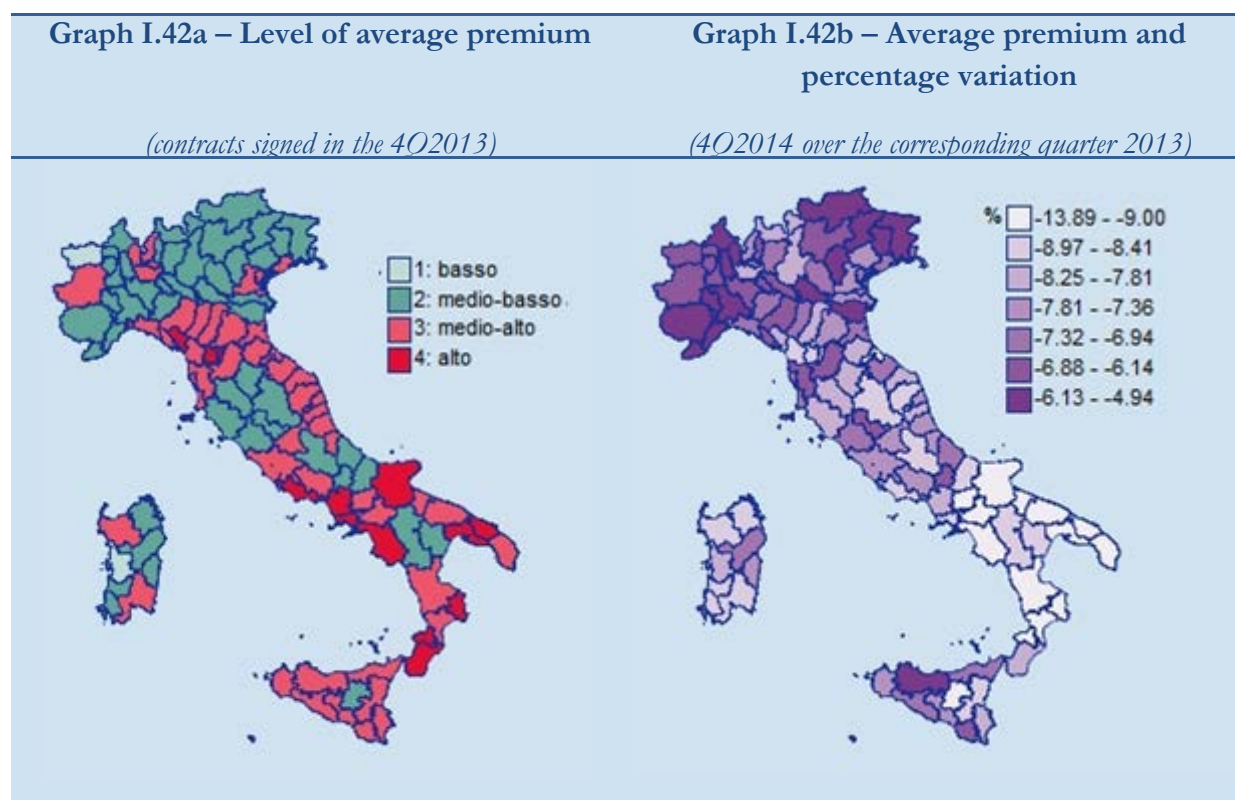 Graph I.42a – Level of average premium
(contracts signed in the 4Q2013)
Graph I.42b – Average premium and
percentage variation
(4Q2014 over the corresponding quarter 2013)
1: basso
2: medio-basso
3: medio-alto
4: alto
%
-13.89 - -9.00
-8.97 - -8.41
-8.25 - -7.81
-7.81 - -7.36
-7.32 - -6.94
-6.88 - -6.14
-6.13 - -4.94